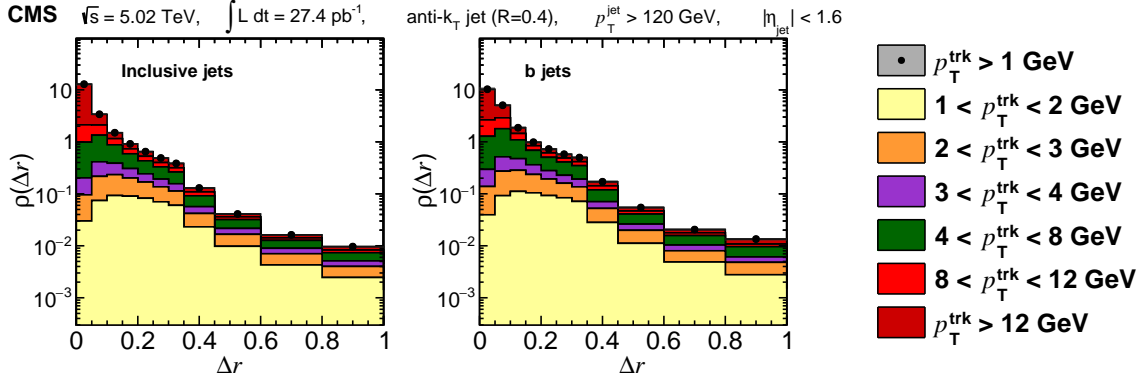 CMS √s = 5.02 TeV, ∫ L dt = 27.4 pb⁻¹, anti-k_T jet (R=0.4), p_T^jet > 120 GeV, |η_jet| < 1.6
Inclusive jets
ρ(Δr)
10
1
10⁻¹
10⁻²
10⁻³
0 0.2 0.4 0.6 0.8 1
Δr
b jets
ρ(Δr)
10
1
10⁻¹
10⁻²
10⁻³
0 0.2 0.4 0.6 0.8 1
Δr
p_T^trk > 1 GeV
1 < p_T^trk < 2 GeV
2 < p_T^trk < 3 GeV
3 < p_T^trk < 4 GeV
4 < p_T^trk < 8 GeV
8 < p_T^trk < 12 GeV
p_T^trk > 12 GeV